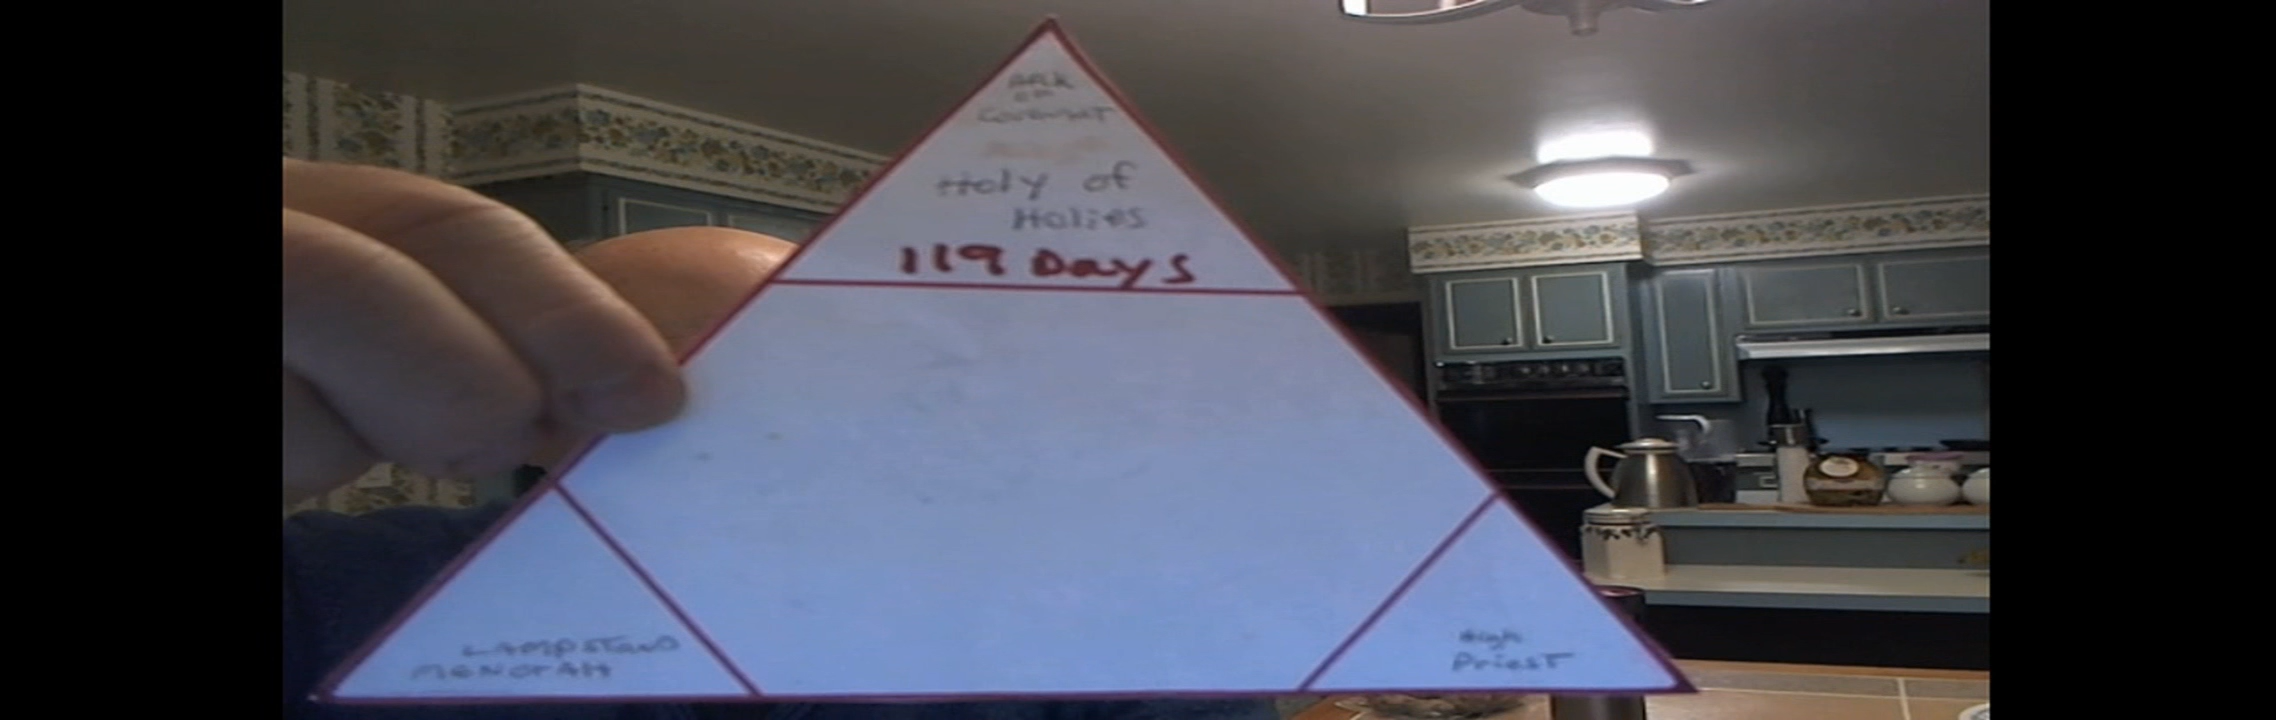 Ark
of
Covenant
Holy of
Holies
119 Days
LAMPSTAND
MENORAH
High
Priest